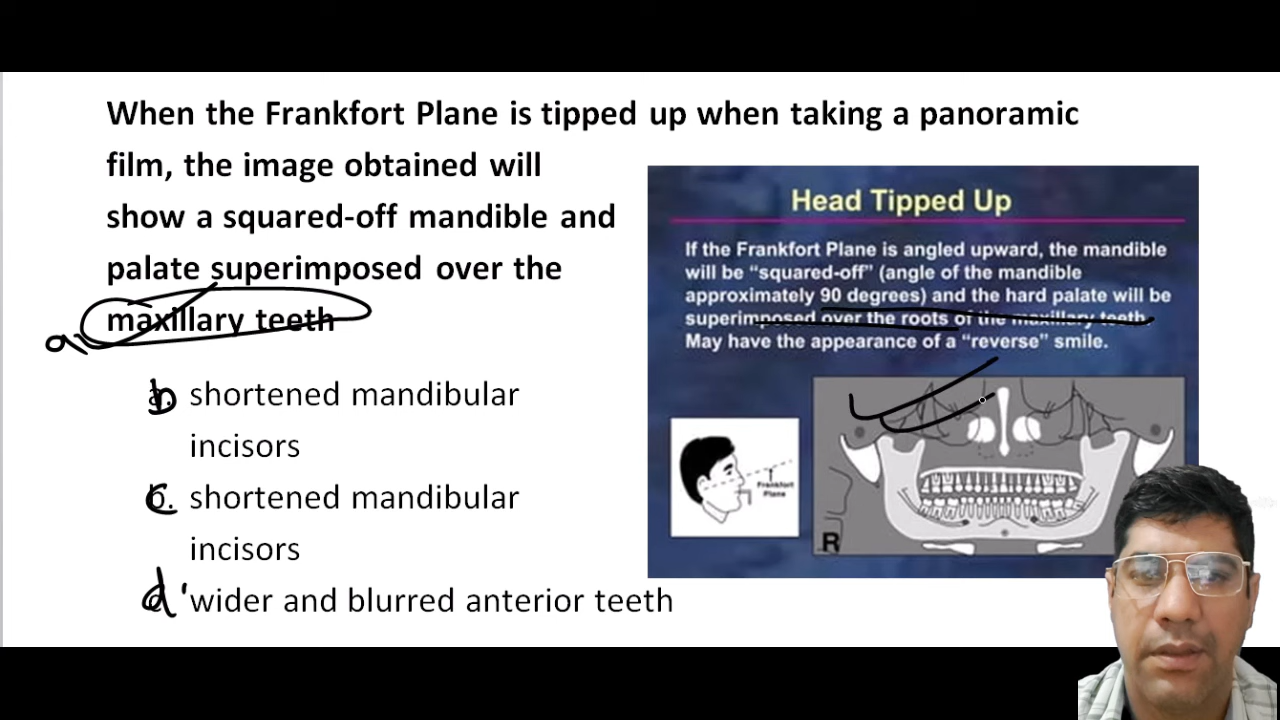 When the Frankfort Plane is tipped up when taking a panoramic
film, the image obtained will
show a squared-off mandible and
palate superimposed over the
a. maxillary teeth
b. shortened mandibular
incisors
c. shortened mandibular
incisors
d. wider and blurred anterior teeth
Head Tipped Up
If the Frankfort Plane is angled upward, the mandible
will be “squared-off” (angle of the mandible
approximately 90 degrees) and the hard palate will be
superimposed over the roots of the maxillary teeth.
May have the appearance of a “reverse” smile.
Frankfort
Plane
R